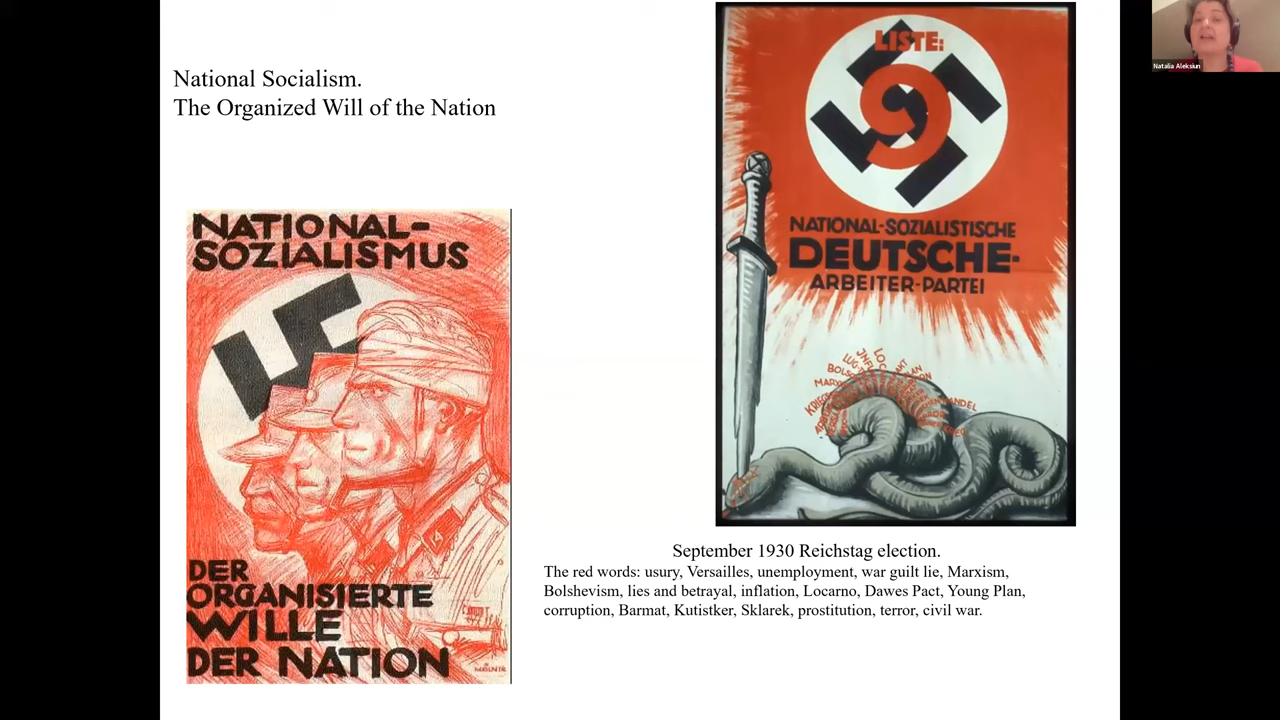 National Socialism.
The Organized Will of the Nation
NATIONAL-
SOZIALISMUS
DER
ORGANISIERTE
WILLE
DER NATION
LISTE:
9
NATIONAL-SOZIALISTISCHE
DEUTSCHE-
ARBEITER-PARTEI
September 1930 Reichstag election.
The red words: usury, Versailles, unemployment, war guilt lie, Marxism,
Bolshevism, lies and betrayal, inflation, Locarno, Dawes Pact, Young Plan,
corruption, Barmat, Kutistker, Sklarek, prostitution, terror, civil war.
Natalia Aleksiun